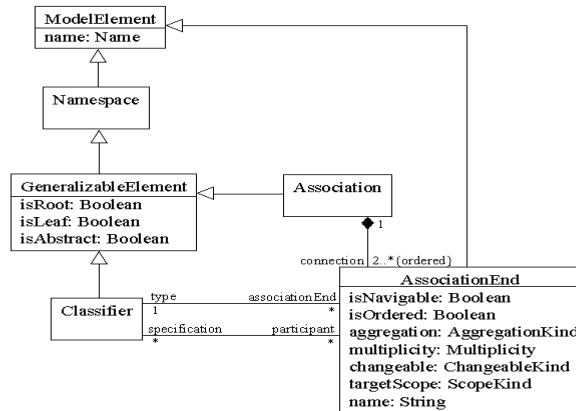 ModelElement
name: Name
Namespace
GeneralizableElement
isRoot: Boolean
isLeaf: Boolean
isAbstract: Boolean
Association
1
connection 2..*{ordered}
AssociationEnd
isNavigable: Boolean
isOrdered: Boolean
aggregation: AggregationKind
multiplicity: Multiplicity
changeable: ChangeableKind
targetScope: ScopeKind
name: String
Classifier
type associationEnd
1 *
specification participant
* *